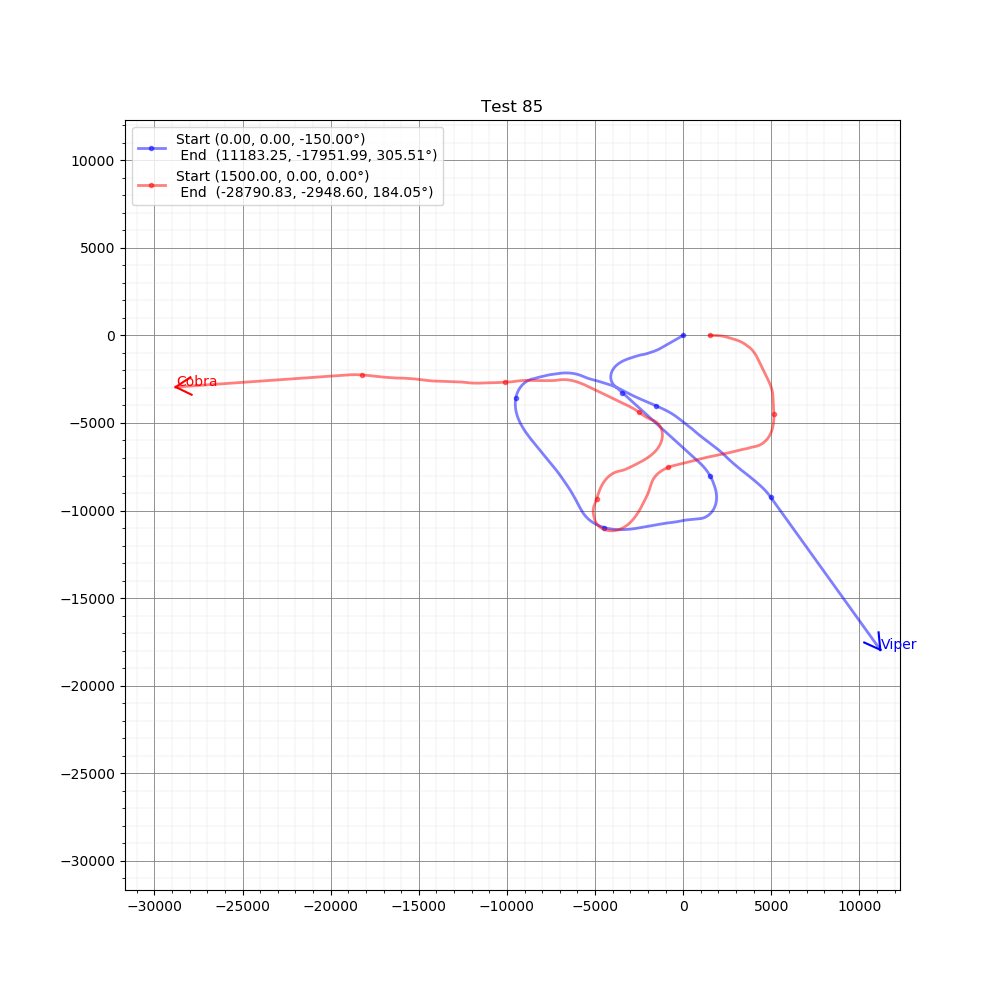 Test 85
Start (0.00, 0.00, -150.00°)
End  (11183.25, -17951.99, 305.51°)
Start (1500.00, 0.00, 0.00°)
End  (-28790.83, -2948.60, 184.05°)
10000
5000
0
−5000
−10000
−15000
−20000
−25000
−30000
Cobra
Viper
−30000 −25000 −20000 −15000 −10000 −5000 0 5000 10000